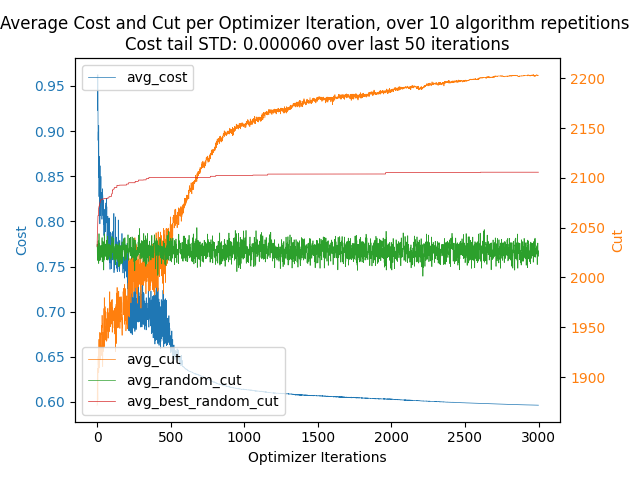 Average Cost and Cut per Optimizer Iteration, over 10 algorithm repetitions
Cost tail STD: 0.000060 over last 50 iterations
avg_cost
0.95
0.90
0.85
0.80
0.75
0.70
0.65
0.60
Cost
2200
2150
2100
2050
2000
1950
1900
Cut
avg_cut
avg_random_cut
avg_best_random_cut
0
500
1000
1500
2000
2500
3000
Optimizer Iterations